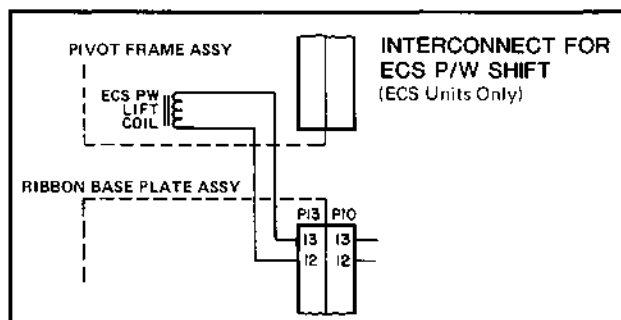 PIVOT FRAME ASSY
INTERCONNECT FOR
ECS P/W SHIFT
(ECS Units Only)
ECS PW
LIFT
COIL
RIBBON BASE PLATE ASSY
P13 P10
13 13
12 12